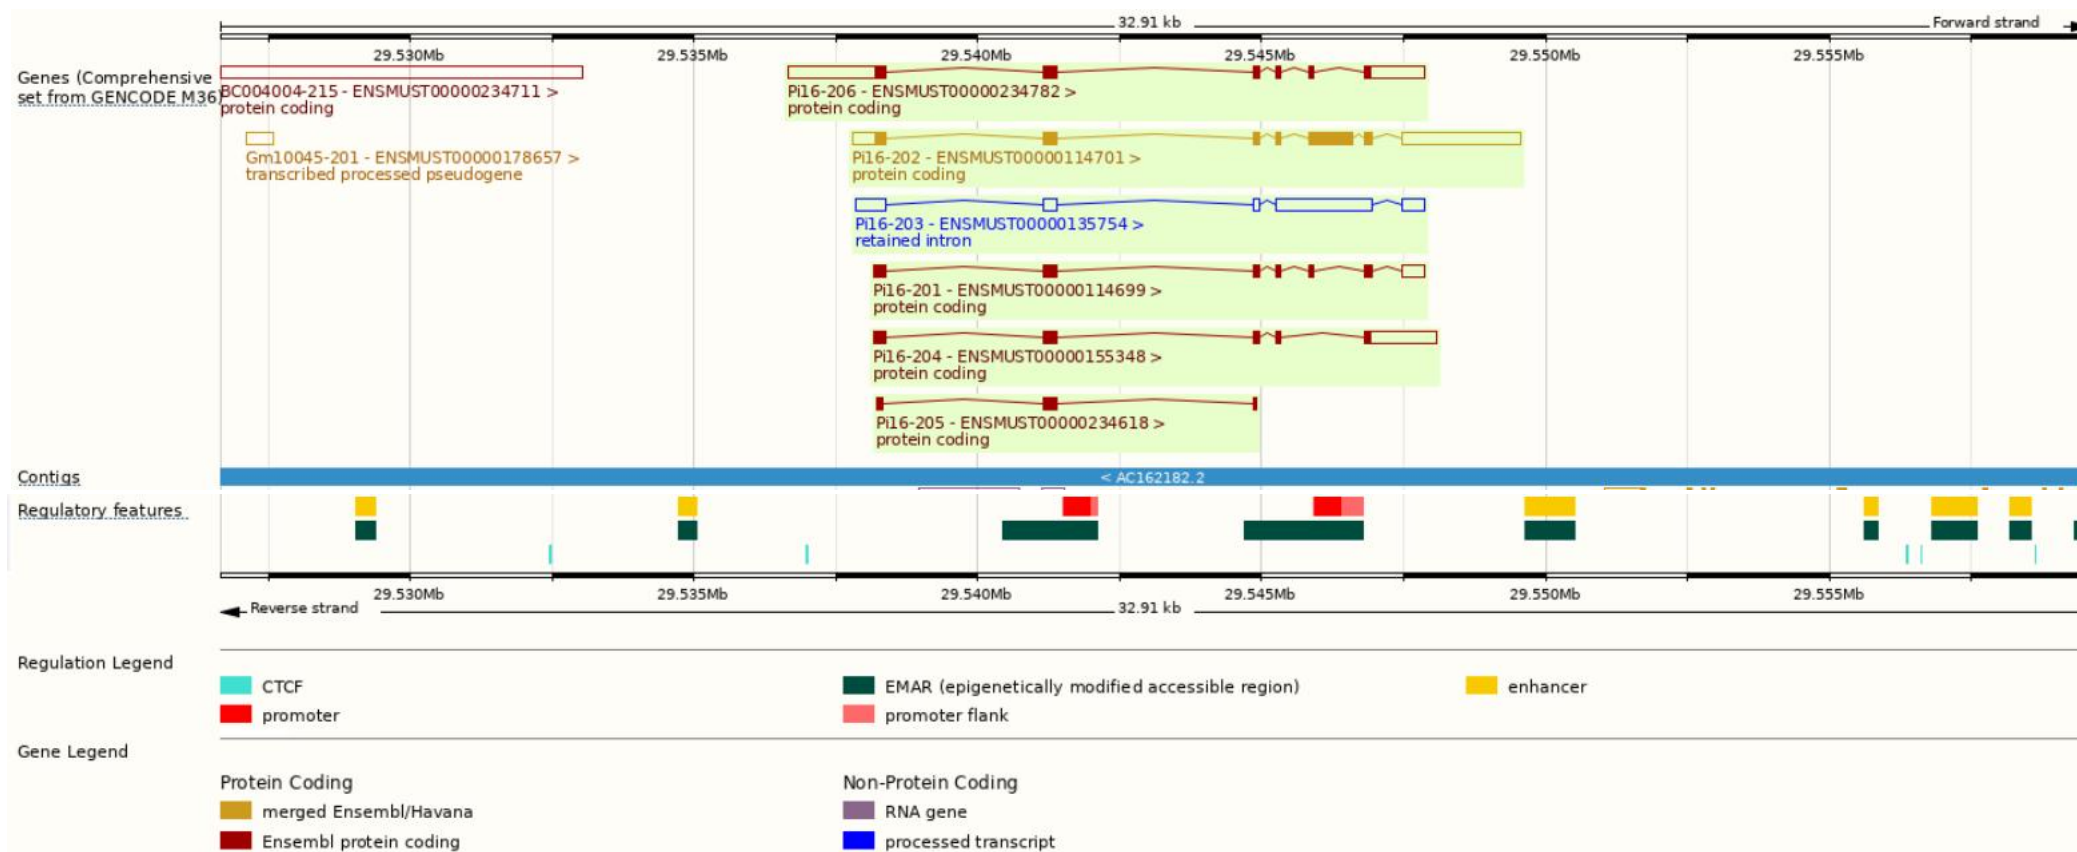 32.91 kb Forward strand
29.530Mb 29.535Mb 29.540Mb 29.545Mb 29.550Mb 29.555Mb
Genes (Comprehensive
set from GENCODE M36)
BC004004-215 - ENSMUST00000234711 >
protein coding
Pi16-206 - ENSMUST00000234782 >
protein coding
Gm10045-201 - ENSMUST00000178657 >
transcribed processed pseudogene
Pi16-202 - ENSMUST00000114701 >
protein coding
Pi16-203 - ENSMUST00000135754 >
retained intron
Pi16-201 - ENSMUST00000114699 >
protein coding
Pi16-204 - ENSMUST00000155348 >
protein coding
Pi16-205 - ENSMUST00000234618 >
protein coding
Contigs
< AC162182.2
Regulatory features
29.530Mb 29.535Mb 29.540Mb 29.545Mb 29.550Mb 29.555Mb
Reverse strand 32.91 kb
Regulation Legend
CTCF EMAR (epigenetically modified accessible region) enhancer
promoter promoter flank
Gene Legend
Protein Coding Non-Protein Coding
merged Ensembl/Havana RNA gene
Ensembl protein coding processed transcript